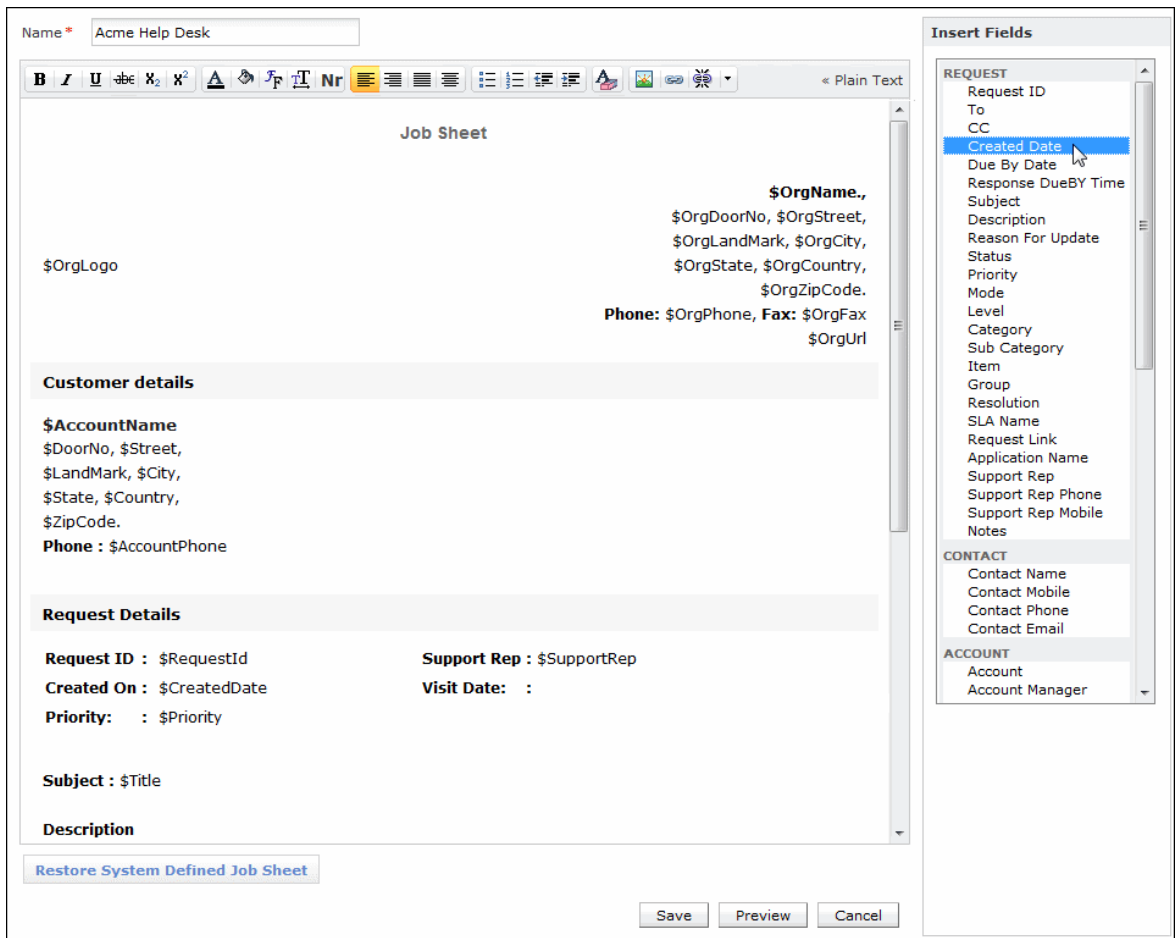 Name* Acme Help Desk
B I U abc X₂ X² A F TT Nr « Plain Text
Job Sheet
$OrgName.,
$OrgDoorNo, $OrgStreet,
$OrgLandMark, $OrgCity,
$OrgLogo
$OrgState, $OrgCountry,
$OrgZipCode.
Phone: $OrgPhone, Fax: $OrgFax
$OrgUrl
Customer details
$AccountName
$DoorNo, $Street,
$LandMark, $City,
$State, $Country,
$ZipCode.
Phone : $AccountPhone
Request Details
Request ID : $RequestId Support Rep : $SupportRep
Created On : $CreatedDate Visit Date: :
Priority: : $Priority
Subject : $Title
Description
Restore System Defined Job Sheet
Save Preview Cancel
Insert Fields
REQUEST
Request ID
To
CC
Created Date
Due By Date
Response DueBY Time
Subject
Description
Reason For Update
Status
Priority
Mode
Level
Category
Sub Category
Item
Group
Resolution
SLA Name
Request Link
Application Name
Support Rep
Support Rep Phone
Support Rep Mobile
Notes
CONTACT
Contact Name
Contact Mobile
Contact Phone
Contact Email
ACCOUNT
Account
Account Manager